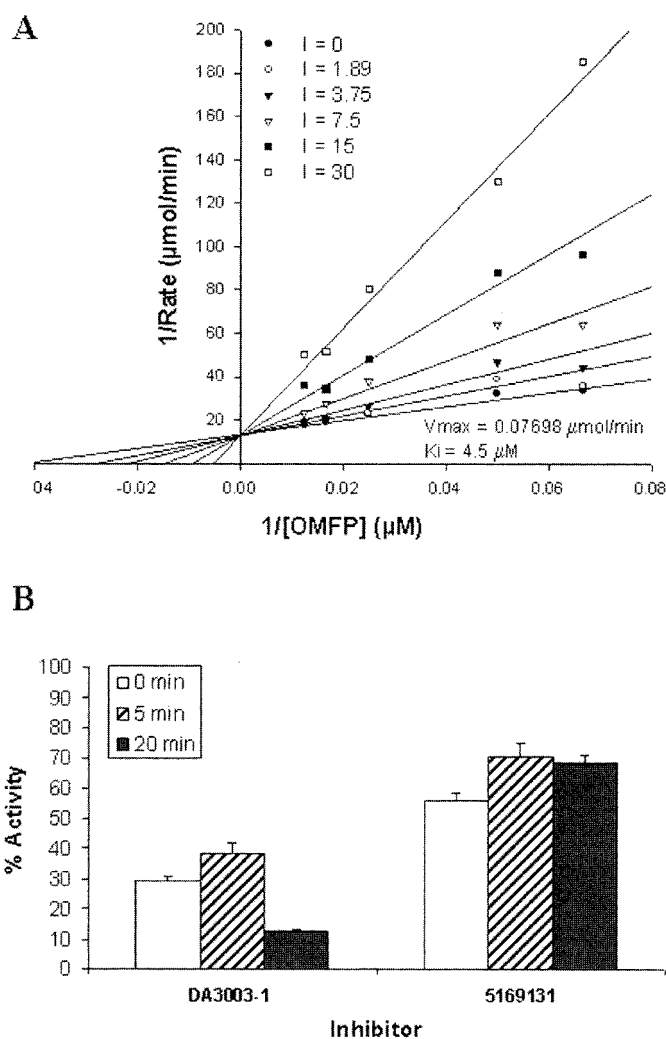 A
200
180
160
140
120
100
80
60
40
20
1/Rate (µmol/min)
I = 0
I = 1.89
I = 3.75
I = 7.5
I = 15
I = 30
Vmax = 0.07698 µmol/min
Ki = 4.5 µM
04
-0.02
0.00
0.02
0.04
0.06
0.08
1/[OMFP] (µM)
B
100
90
80
70
60
50
40
30
20
10
0
% Activity
0 min
5 min
20 min
DA3003-1
5169131
Inhibitor